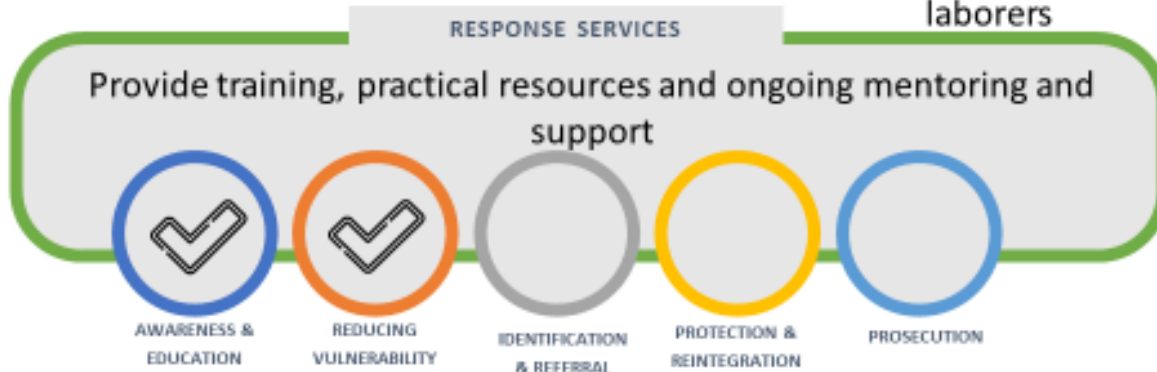 laborers
RESPONSE SERVICES
Provide training, practical resources and ongoing mentoring and
support
AWARENESS &
EDUCATION
REDUCING
VULNERABILITY
IDENTIFICATION
& REFERRAL
PROTECTION &
REINTEGRATION
PROSECUTION